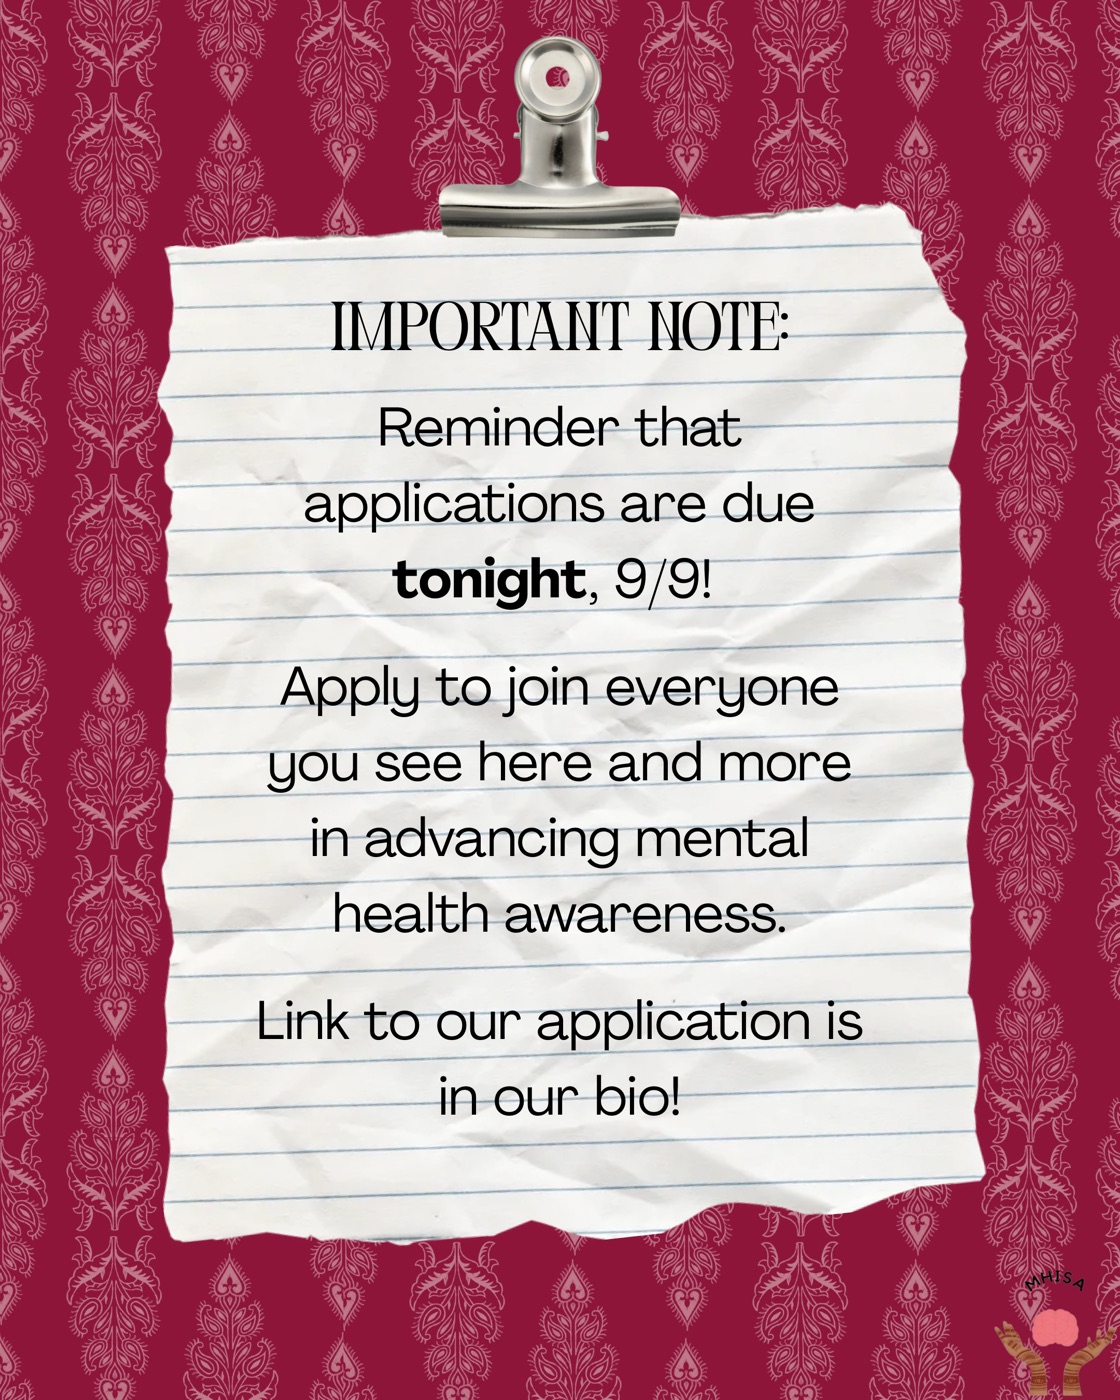 IMPORTANT NOTE:
Reminder that
applications are due
tonight, 9/9!
Apply to join everyone
you see here and more
in advancing mental
health awareness.
Link to our application is
in our bio!
MHISA